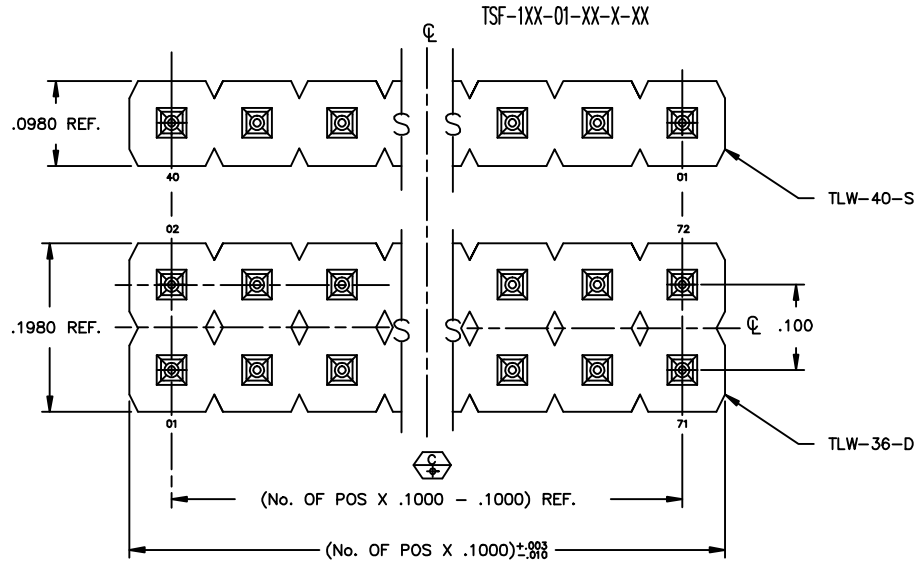 TSF-1XX-01-XX-X-XX
℄
.0980 REF.
S S
40 01
TLW-40-S
02 72
.1980 REF.
S S
℄ .100
01 71
TLW-36-D
C
(No. OF POS X .1000 - .1000) REF.
(No. OF POS X .1000)+.003 -.010